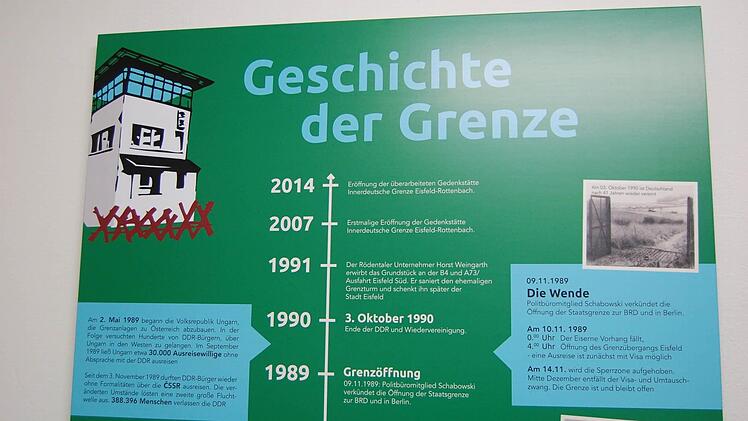 Geschichte
der Grenze
2014
Eröffnung der überarbeiteten Gedenkstätte
Innerdeutsche Grenze Eisfeld-Rottenbach.
2007
Erstmalige Eröffnung der Gedenkstätte
Innerdeutsche Grenze Eisfeld-Rottenbach.
1991
Der Rödentaler Unternehmer Horst Weingarth
erwirbt das Grundstück an der B4 und A73/
Ausfahrt Eisfeld Süd. Er saniert den ehemaligen
Grenzturm und schenkt ihn später der
Stadt Eisfeld
1990
3. Oktober 1990
Ende der DDR und Wiedervereinigung.
1989
Grenzöffnung
09.11.1989: Politbüromitglied Schabowski
verkündet die Öffnung der Staatsgrenze
zur BRD und in Berlin.
Am 2. Mai 1989 begann die Volksrepublik Ungarn,
die Grenzanlagen zu Österreich abzubauen. In der
Folge versuchten Hunderte von DDR-Bürgern, über
Ungarn in den Westen zu gelangen. Im September
1989 ließ Ungarn etwa 30.000 Ausreisewillige ohne
Absprache mit der DDR ausreisen
Seit dem 3. November 1989 durften DDR-Bürger wieder
ohne Formalitäten über die ČSSR ausreisen. Die ver-
änderten Umstände lösten eine zweite große Flucht-
welle aus. 388.396 Menschen verlassen die DDR
Am 03. Oktober 1990 ist Deutschland
nach 41 Jahren wieder vereint
09.11.1989
Die Wende
Politbüromitglied Schabowski verkündet die
Öffnung der Staatsgrenze zur BRD und in Berlin.
Am 10.11. 1989
0.00 Uhr Der Eiserne Vorhang fällt,
4.00 Uhr Öffnung des Grenzübergangs Eisfeld
- eine Ausreise ist zunächst mit Visa möglich
Am 14.11. wird die Sperrzone aufgehoben.
Mitte Dezember entfällt der Visa- und Umtausch-
zwang. Die Grenze ist und bleibt offen